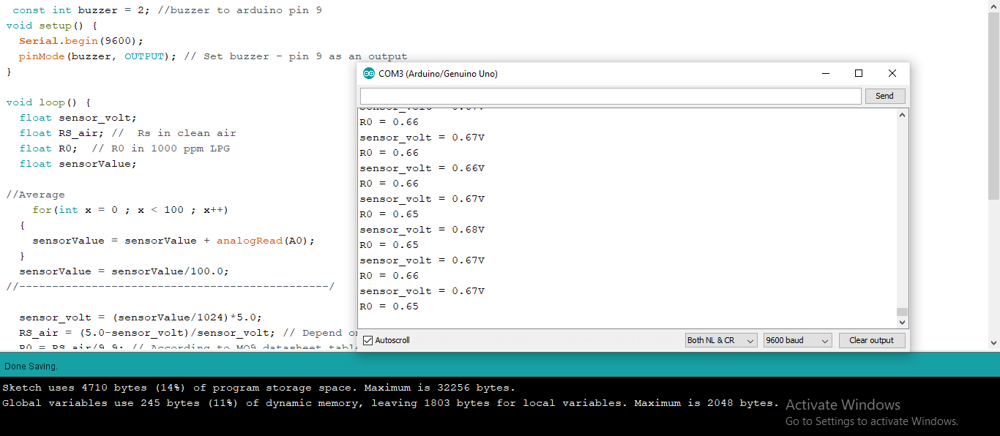 const int buzzer = 2; //buzzer to arduino pin 9
void setup() {
Serial.begin(9600);
pinMode(buzzer, OUTPUT); // Set buzzer - pin 9 as an output
}
void loop() {
float sensor_volt;
float RS_air; //  Rs in clean air
float R0;  // R0 in 1000 ppm LPG
float sensorValue;
//Average
for(int x = 0 ; x < 100 ; x++)
{
sensorValue = sensorValue + analogRead(A0);
}
sensorValue = sensorValue/100.0;
//-----------------------------------------------/
sensor_volt = (sensorValue/1024)*5.0;
RS_air = (5.0-sensor_volt)/sensor_volt; // Depend o
R0 = RS_air/9.9; // According to MQ9 datasheet tabl
COM3 (Arduino/Genuino Uno)
Send
R0 = 0.66
sensor_volt = 0.67V
R0 = 0.66
sensor_volt = 0.66V
R0 = 0.66
sensor_volt = 0.67V
R0 = 0.65
sensor_volt = 0.68V
R0 = 0.65
sensor_volt = 0.67V
R0 = 0.66
sensor_volt = 0.67V
R0 = 0.65
Autoscroll
Both NL & CR
9600 baud
Clear output
Done Saving.
Sketch uses 4710 bytes (14%) of program storage space. Maximum is 32256 bytes.
Global variables use 245 bytes (11%) of dynamic memory, leaving 1803 bytes for local variables. Maximum is 2048 bytes.
Activate Windows
Go to Settings to activate Windows.